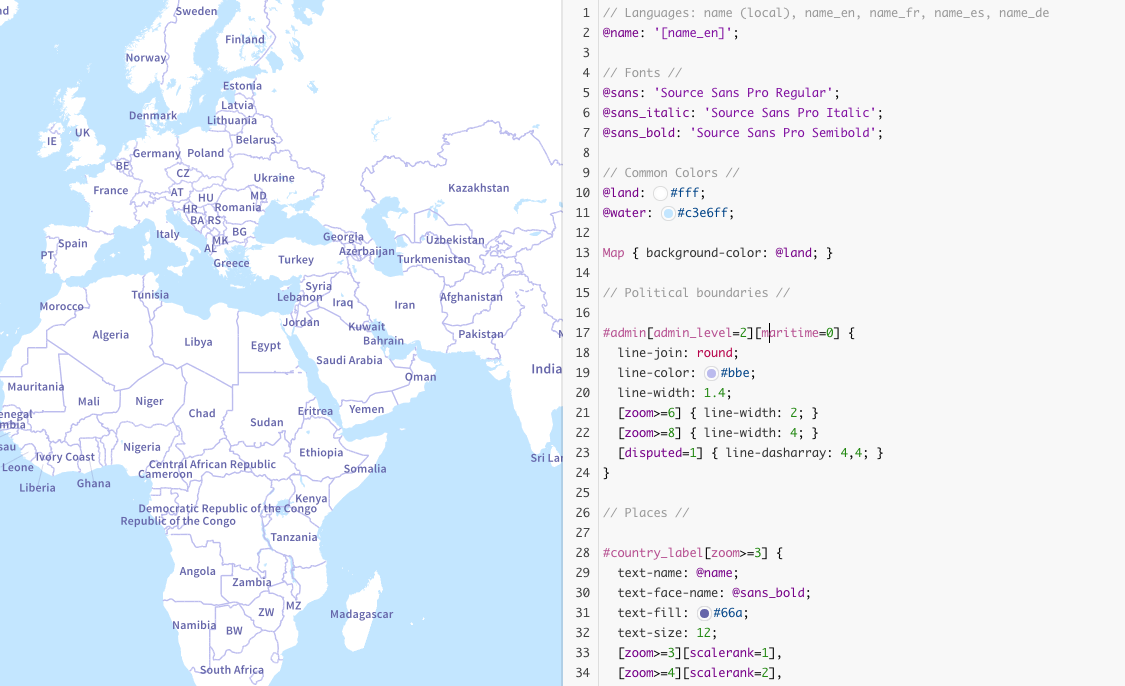 nd
Sweden
Finland
Norway
Estonia
Latvia
Denmark
Lithuania
UK
IE
Belarus
Germany
Poland
BE
CZ
Ukraine
France
AT
HU
MD
HR
Romania
BA
RS
BG
Italy
MK
AL
Spain
PT
Greece
Kazakhstan
Georgia
Azerbaijan
Uzbekistan
Turkey
Turkmenistan
Syria
Tunisia
Lebanon
Iraq
Iran
Afghanistan
Morocco
Jordan
Kuwait
Pakistan
N
Algeria
Libya
Egypt
Bahrain
Saudi Arabia
India
Oman
Mauritania
Mali
Niger
Chad
Sudan
Eritrea
Yemen
enegal
mbia
sau
Leone
Ivory Coast
Nigeria
Ethiopia
Central African Republic
Cameroon
Somalia
Sri Lan
Liberia
Ghana
Kenya
Democratic Republic of the Congo
Republic of the Congo
Tanzania
Angola
Zambia
MZ
ZW
Madagascar
Namibia
BW
South Africa
1 // Languages: name (local), name_en, name_fr, name_es, name_de
2 @name: '[name_en]';
3
4 // Fonts //
5 @sans: 'Source Sans Pro Regular';
6 @sans_italic: 'Source Sans Pro Italic';
7 @sans_bold: 'Source Sans Pro Semibold';
8
9 // Common Colors //
10 @land: #fff;
11 @water: #c3e6ff;
12
13 Map { background-color: @land; }
14
15 // Political boundaries //
16
17 #admin[admin_level=2][maritime=0] {
18 line-join: round;
19 line-color: #bbe;
20 line-width: 1.4;
21 [zoom>=6] { line-width: 2; }
22 [zoom>=8] { line-width: 4; }
23 [disputed=1] { line-dasharray: 4,4; }
24 }
25
26 // Places //
27
28 #country_label[zoom>=3] {
29 text-name: @name;
30 text-face-name: @sans_bold;
31 text-fill: #66a;
32 text-size: 12;
33 [zoom>=3][scalerank=1],
34 [zoom>=4][scalerank=2],